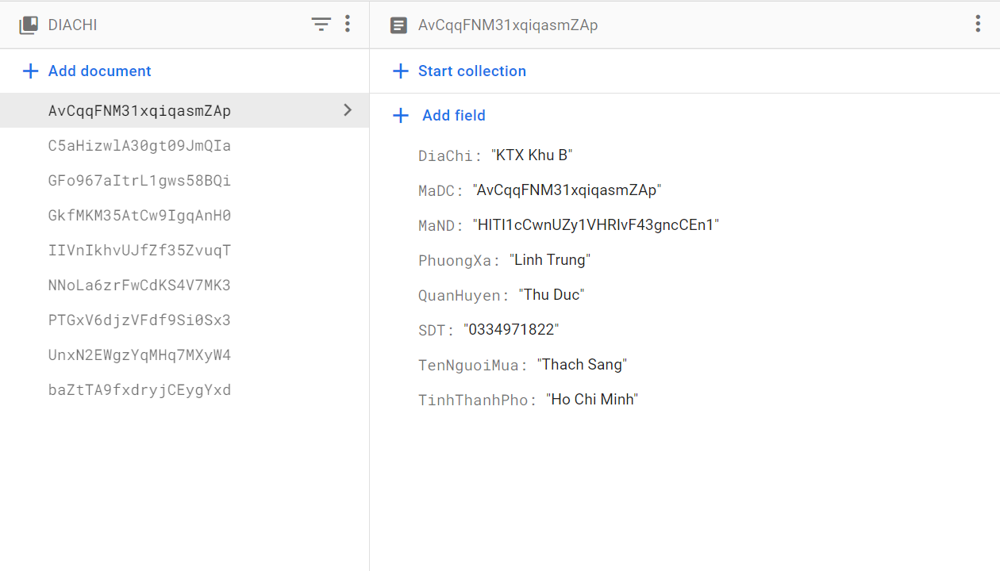 DIACHI
Add document
AvCqqFNM31xqiqasmZAp
C5aHizwlA30gt09JmQIa
GFo967aItrL1gws58BQi
GkfMKM35AtCw9IgqAnH0
IIVnIkhvUJfZf35ZvuqT
NNoLa6zrFwCdKS4V7MK3
PTGxV6djzVFdf9Si0Sx3
UnxN2EWgzYqMHq7MXyW4
baZtTA9fxdryjCEygYxd
AvCqqFNM31xqiqasmZAp
Start collection
Add field
DiaChi: "KTX Khu B"
MaDC: "AvCqqFNM31xqiqasmZAp"
MaND: "HlTI1cCwnUZy1VHRlvF43gncCEn1"
PhuongXa: "Linh Trung"
QuanHuyen: "Thu Duc"
SDT: "0334971822"
TenNguoiMua: "Thach Sang"
TinhThanhPho: "Ho Chi Minh"